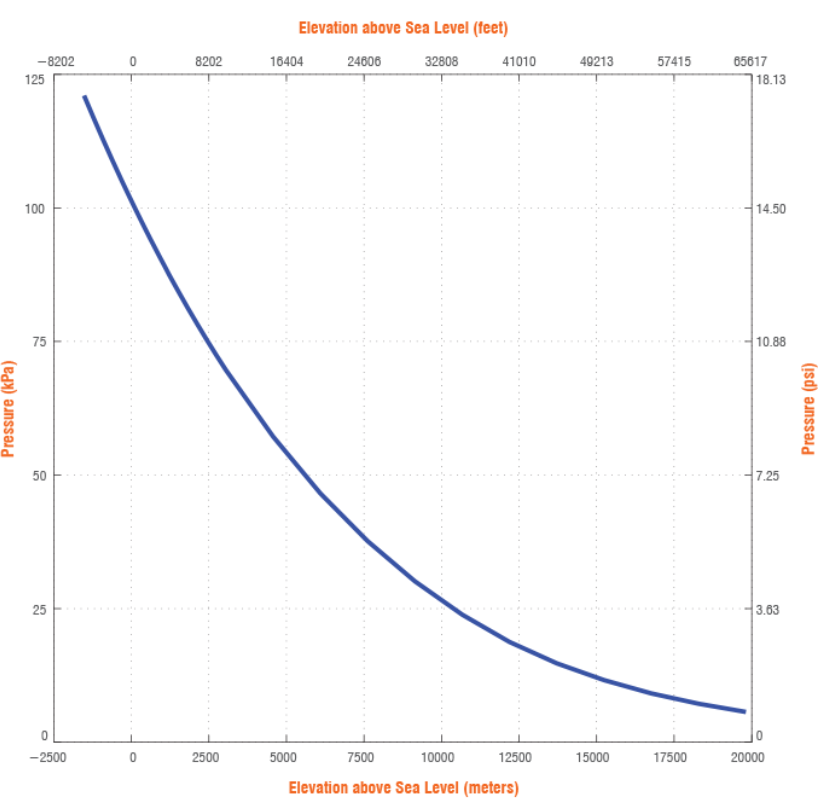 Elevation above Sea Level (feet)
−8202 0 8202 16404 24606 32808 41010 49213 57415 65617
125 18.13
100 14.50
75 10.88
Pressure (kPa)
Pressure (psi)
50 7.25
25 3.63
0 0
−2500 0 2500 5000 7500 10000 12500 15000 17500 20000
Elevation above Sea Level (meters)